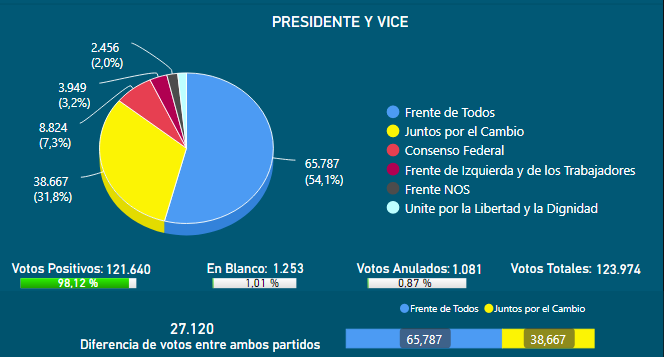 PRESIDENTE Y VICE
2.456
(2,0%)
3.949
(3,2%)
8.824
(7,3%)
38.667
(31,8%)
65.787
(54,1%)
Frente de Todos
Juntos por el Cambio
Consenso Federal
Frente de Izquierda y de los Trabajadores
Frente NOS
Unite por la Libertad y la Dignidad
Votos Positivos: 121.640
98,12 %
En Blanco: 1.253
1,01 %
Votos Anulados: 1.081
0,87 %
Votos Totales: 123.974
Frente de Todos Juntos por el Cambio
27.120
Diferencia de votos entre ambos partidos
65,787 38,667